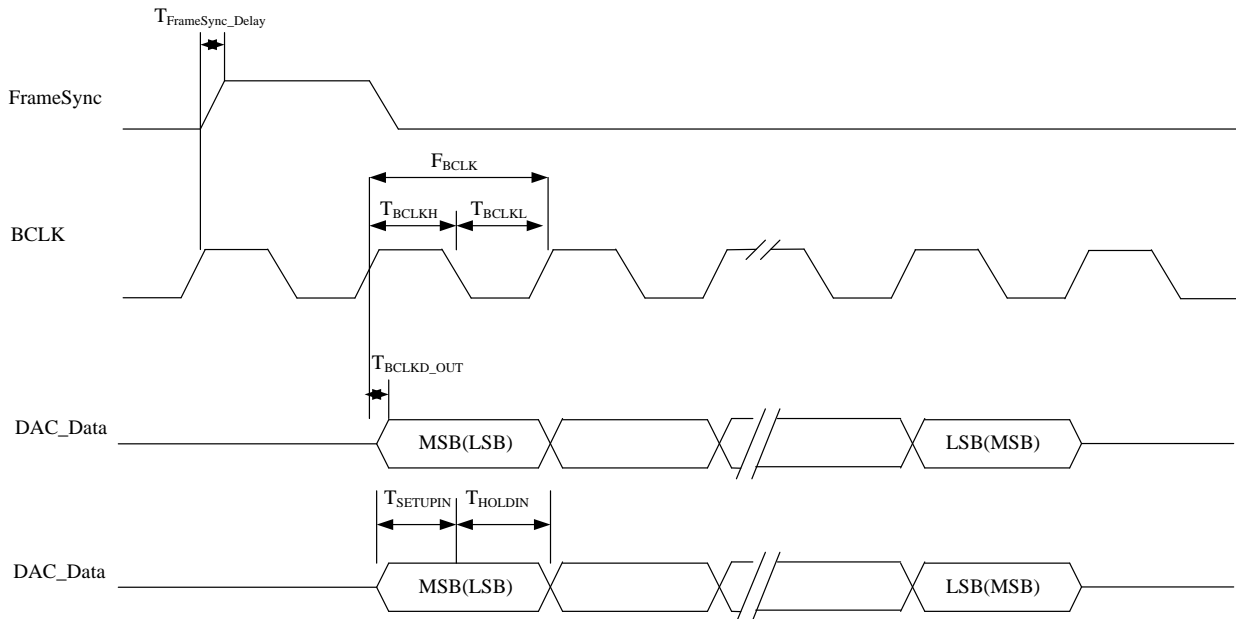 TFrameSync_Delay
FrameSync
FBCLK
TBCLKH TBCLKL
BCLK
TBCLKD_OUT
DAC_Data
MSB(LSB) LSB(MSB)
TSETUPIN THOLDIN
DAC_Data
MSB(LSB) LSB(MSB)